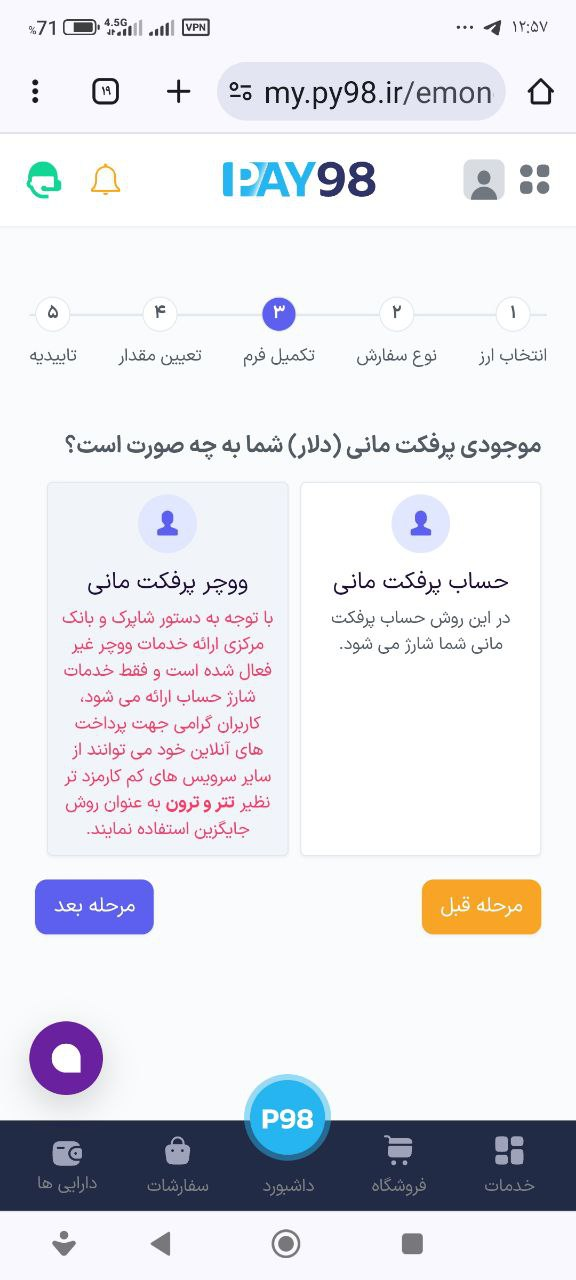 %71 4.5G VPN ... ۱۲:۵۷
۱۹ my.py98.ir/emon
PAY98
۱ ۲ ۳ ۴ ۵
انتخاب ارز نوع سفارش تکمیل فرم تعیین مقدار تاییدیه
موجودی پرفکت مانی (دلار) شما به چه صورت است؟
حساب پرفکت مانی
در این روش حساب پرفکت
مانی شما شارژ می شود.
ووچر پرفکت مانی
با توجه به دستور شاپرک و بانک
مرکزی ارائه خدمات ووچر غیر
فعال شده است و فقط خدمات
شارژ حساب ارائه می شود،
کاربران گرامی جهت پرداخت
های آنلاین خود می توانند از
سایر سرویس های کم کارمزد تر
نظیر تتر و ترون به عنوان روش
جایگزین استفاده نمایند.
مرحله قبل مرحله بعد
P98
خدمات فروشگاه داشبورد سفارشات دارایی ها